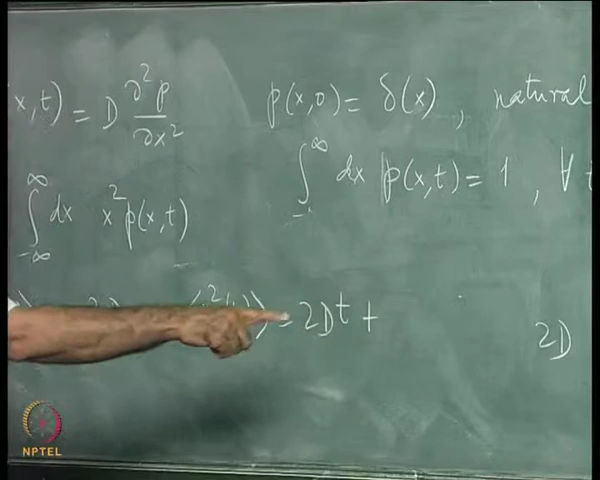 x,t) = D ∂²p/∂x²    p(x,0) = δ(x), natural
∫_{-∞}^{∞} dx x² p(x,t)    ∫^{∞} dx p(x,t) = 1, ∀ t
= 2Dt +    2D
NPTEL